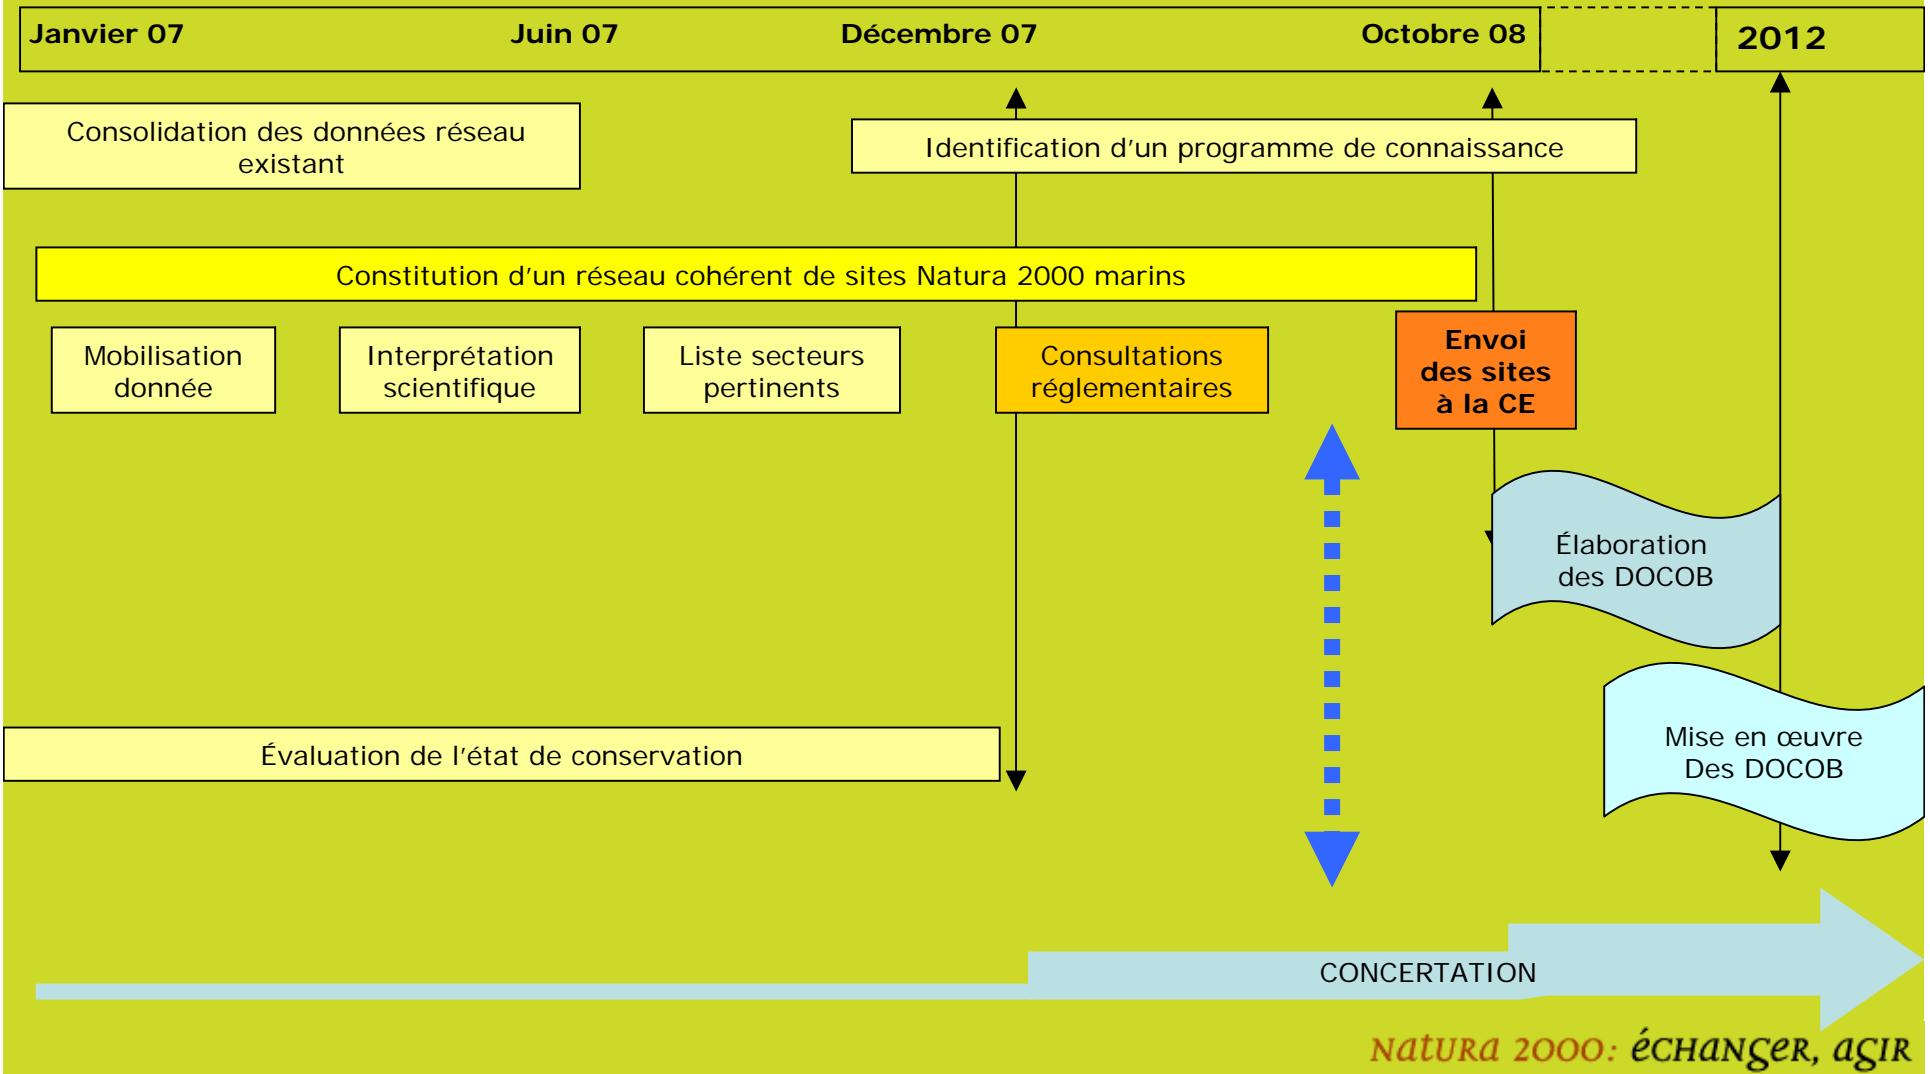 Janvier 07 Juin 07 Décembre 07 Octobre 08 2012
Consolidation des données réseau
existant
Identification d'un programme de connaissance
Constitution d'un réseau cohérent de sites Natura 2000 marins
Mobilisation
donnée
Interprétation
scientifique
Liste secteurs
pertinents
Consultations
réglementaires
Envoi
des sites
à la CE
Élaboration
des DOCOB
Mise en œuvre
Des DOCOB
Évaluation de l'état de conservation
CONCERTATION
Natura 2000: échanger, agir